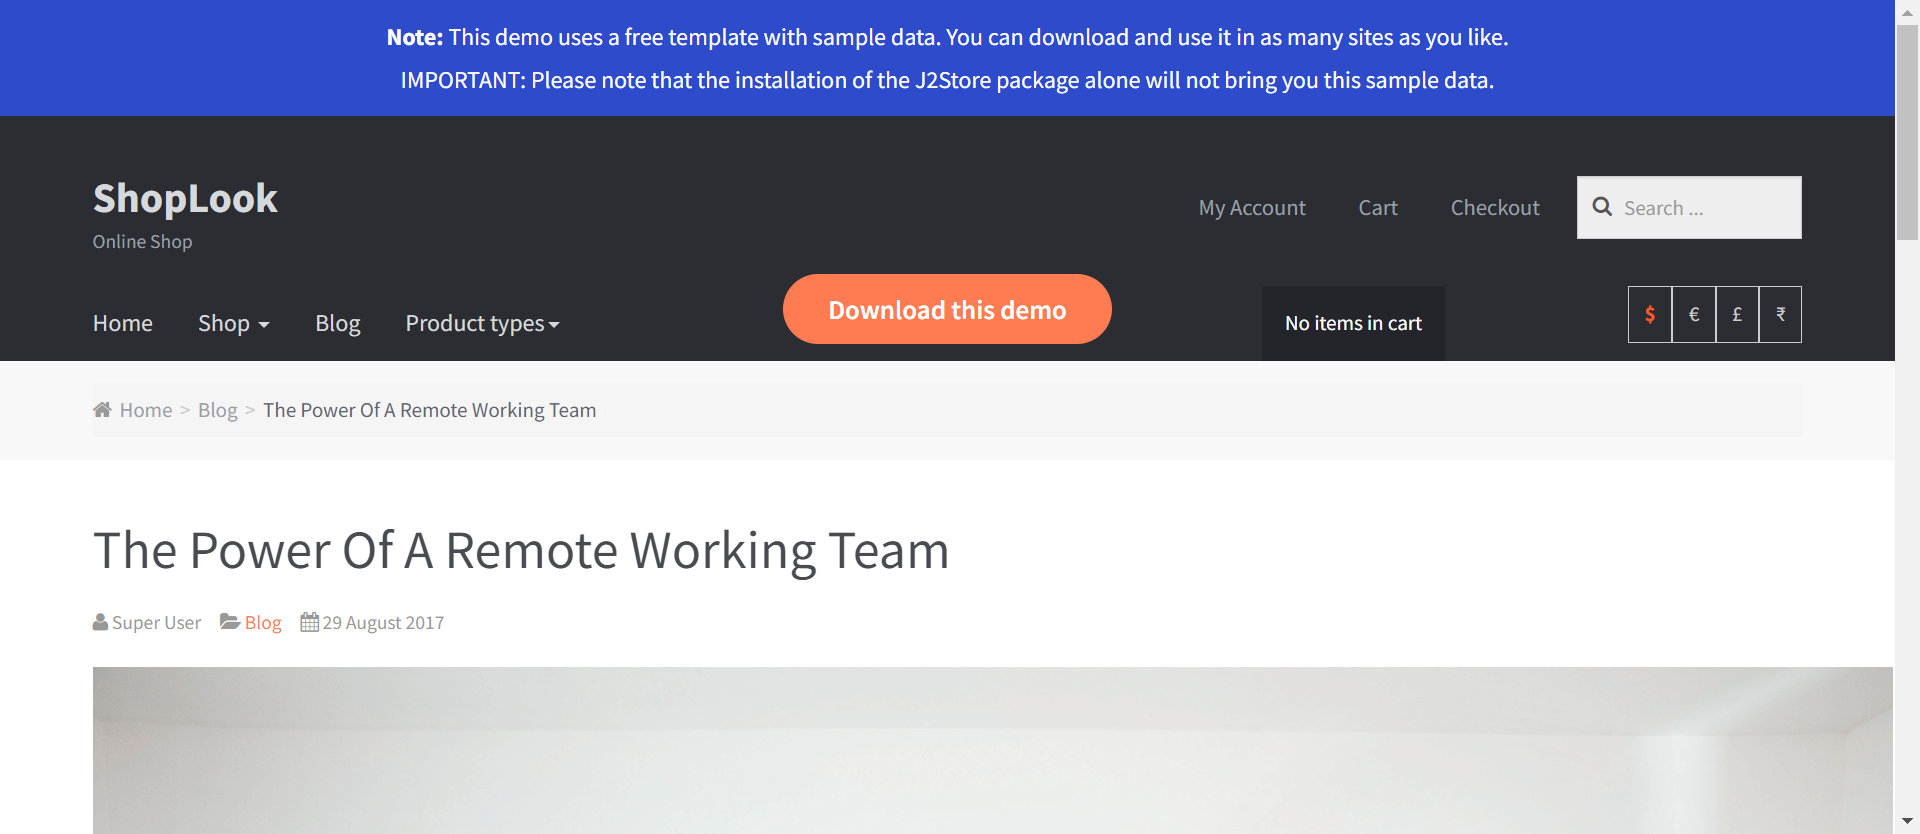 Note: This demo uses a free template with sample data. You can download and use it in as many sites as you like.
IMPORTANT: Please note that the installation of the J2Store package alone will not bring you this sample data.
ShopLook
Online Shop
My Account
Cart
Checkout
Search ...
Home
Shop
Blog
Product types
Download this demo
No items in cart
$ € £ ₹
Home > Blog > The Power Of A Remote Working Team
The Power Of A Remote Working Team
Super User Blog 29 August 2017